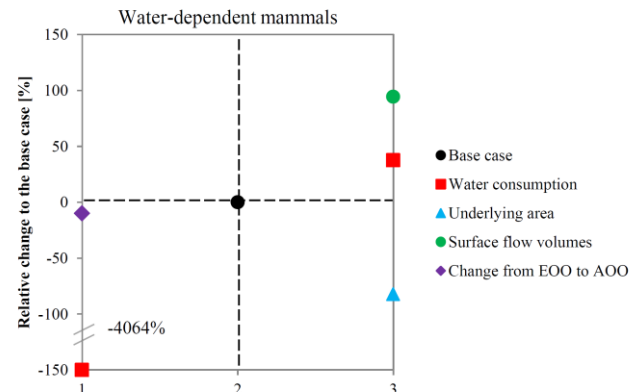 Water-dependent mammals
Relative change to the base case [%]
150
100
50
0
-50
-100
-150
-4064%
1
2
3
Base case
Water consumption
Underlying area
Surface flow volumes
Change from EOO to AOO